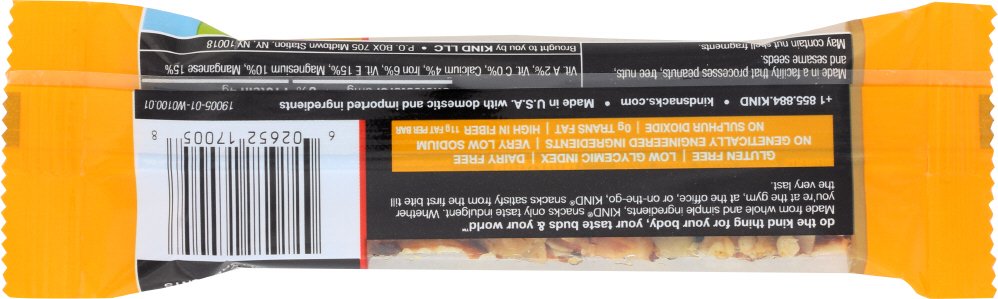 do the kind thing for your body, your taste buds & your world™
Made from whole and simple ingredients, KIND® snacks only taste indulgent. Whether
you're at the gym, at the office, or on-the-go, KIND® snacks satisfy from the first bite till
the very last.
GLUTEN FREE | LOW GLYCEMIC INDEX | DAIRY FREE
NO GENETICALLY ENGINEERED INGREDIENTS | VERY LOW SODIUM
NO SULPHUR DIOXIDE | 0g TRANS FAT | HIGH IN FIBER 11g FAT PER BAR
6 02652 17005 8
+1 855.884.KIND • kindsnacks.com • Made in U.S.A. with domestic and imported ingredients
19005-01-W0100.01
Made in a facility that processes peanuts, tree nuts,
and sesame seeds.
May contain nut shell fragments.
Vit. A 2%, Vit. C 0%, Calcium 4%, Iron 6%, Vit. E 15%, Magnesium 10%, Manganese 15%
Brought to you by KIND LLC • P.O. BOX 705 Midtown Station, NY, NY 10018